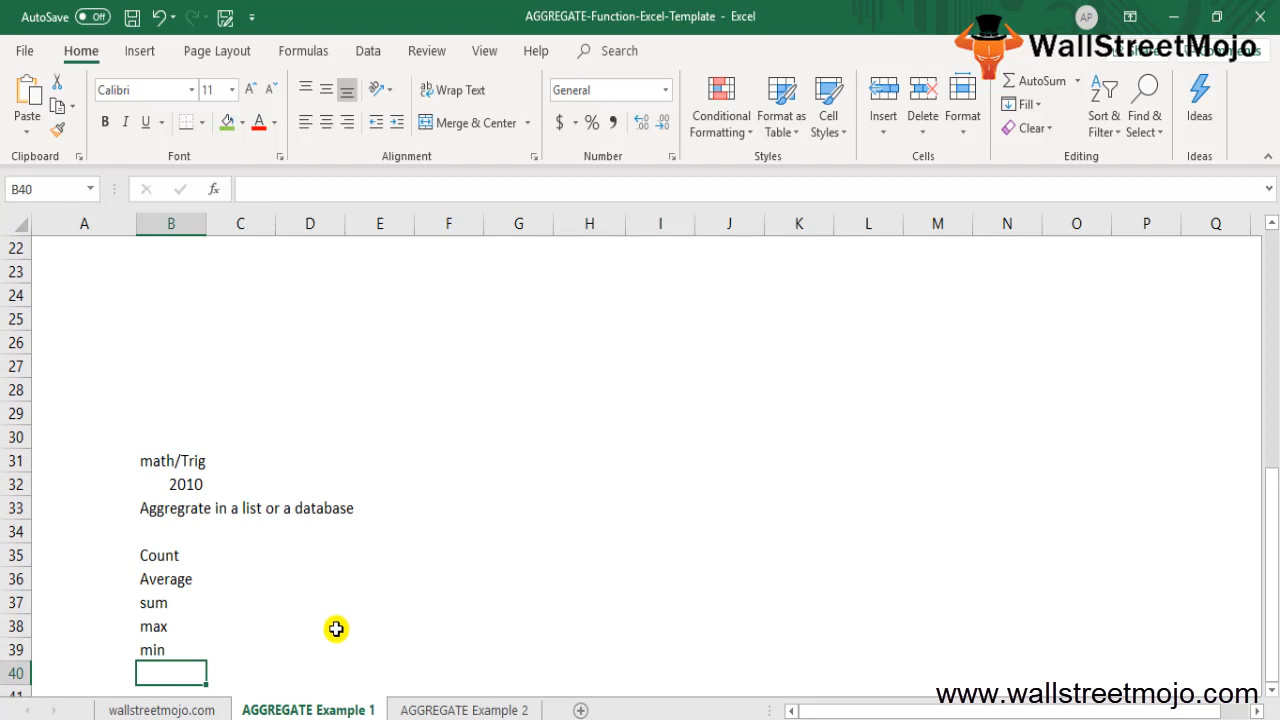 AutoSave Off AGGREGATE-Function-Excel-Template - Excel AP
WallStreetMojo
File Home Insert Page Layout Formulas Data Review View Help Search
Calibri 11 Wrap Text General AutoSum
Paste B I U Merge & Center $ % Conditional Formatting Format as Table Cell Styles Insert Delete Format Fill Clear Sort & Filter Find & Select Ideas
Clipboard Font Alignment Number Styles Cells Editing Ideas
B40 fx
A B C D E F G H I J K L M N O P Q
22
23
24
25
26
27
28
29
30
31 math/Trig
32 2010
33 Aggregrate in a list or a database
34
35 Count
36 Average
37 sum
38 max
39 min
40
41
www.wallstreetmojo.com
wallstreetmojo.com AGGREGATE Example 1 AGGREGATE Example 2